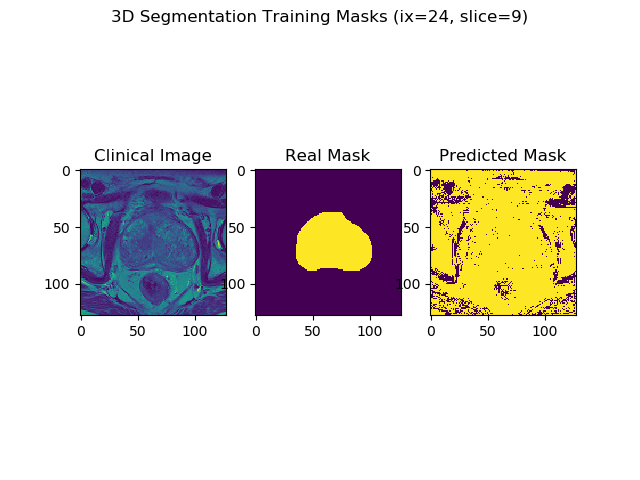 3D Segmentation Training Masks (ix=24, slice=9)
Clinical Image Real Mask Predicted Mask
0 0 0
50 50 50
100 100 100
0 50 100 0 50 100 0 50 100